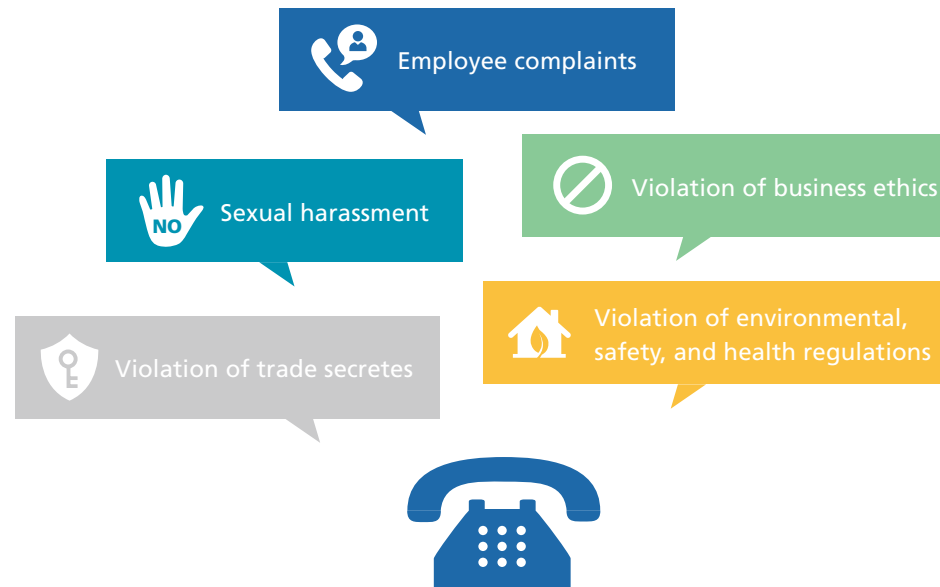 Employee complaints
Violation of business ethics
NO
Sexual harassment
Violation of environmental,
safety, and health regulations
Violation of trade secretes